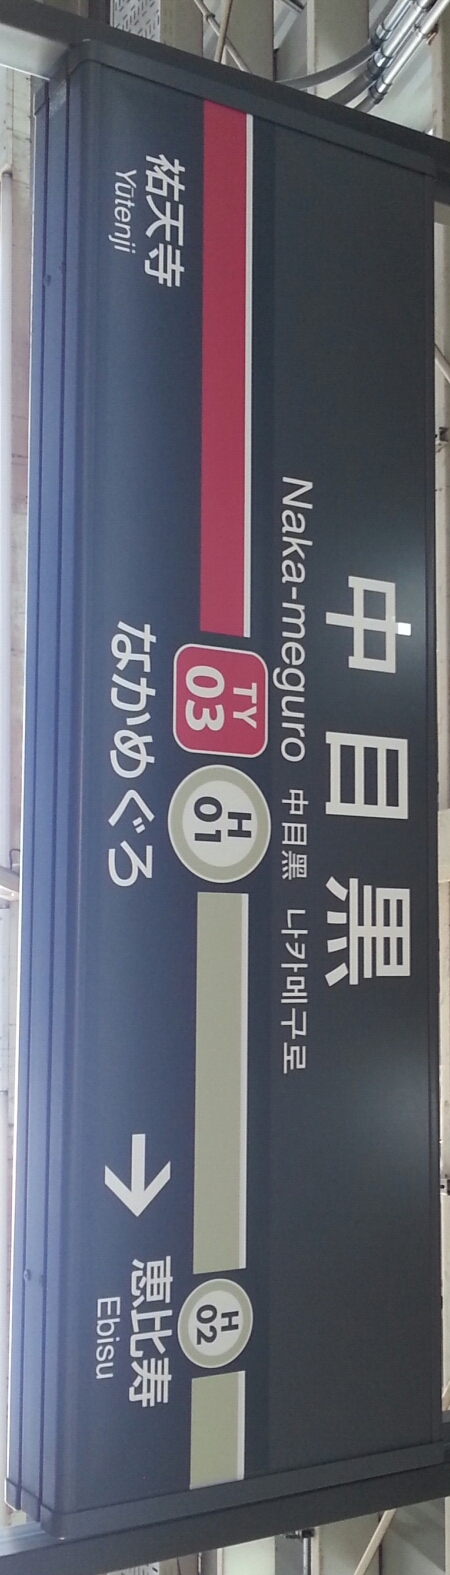 中目黒
Naka-meguro 中目黑 나카메구로
TY
03
H
01
H
02
祐天寺
Yūtenji
なかめぐろ
→
恵比寿
Ebisu